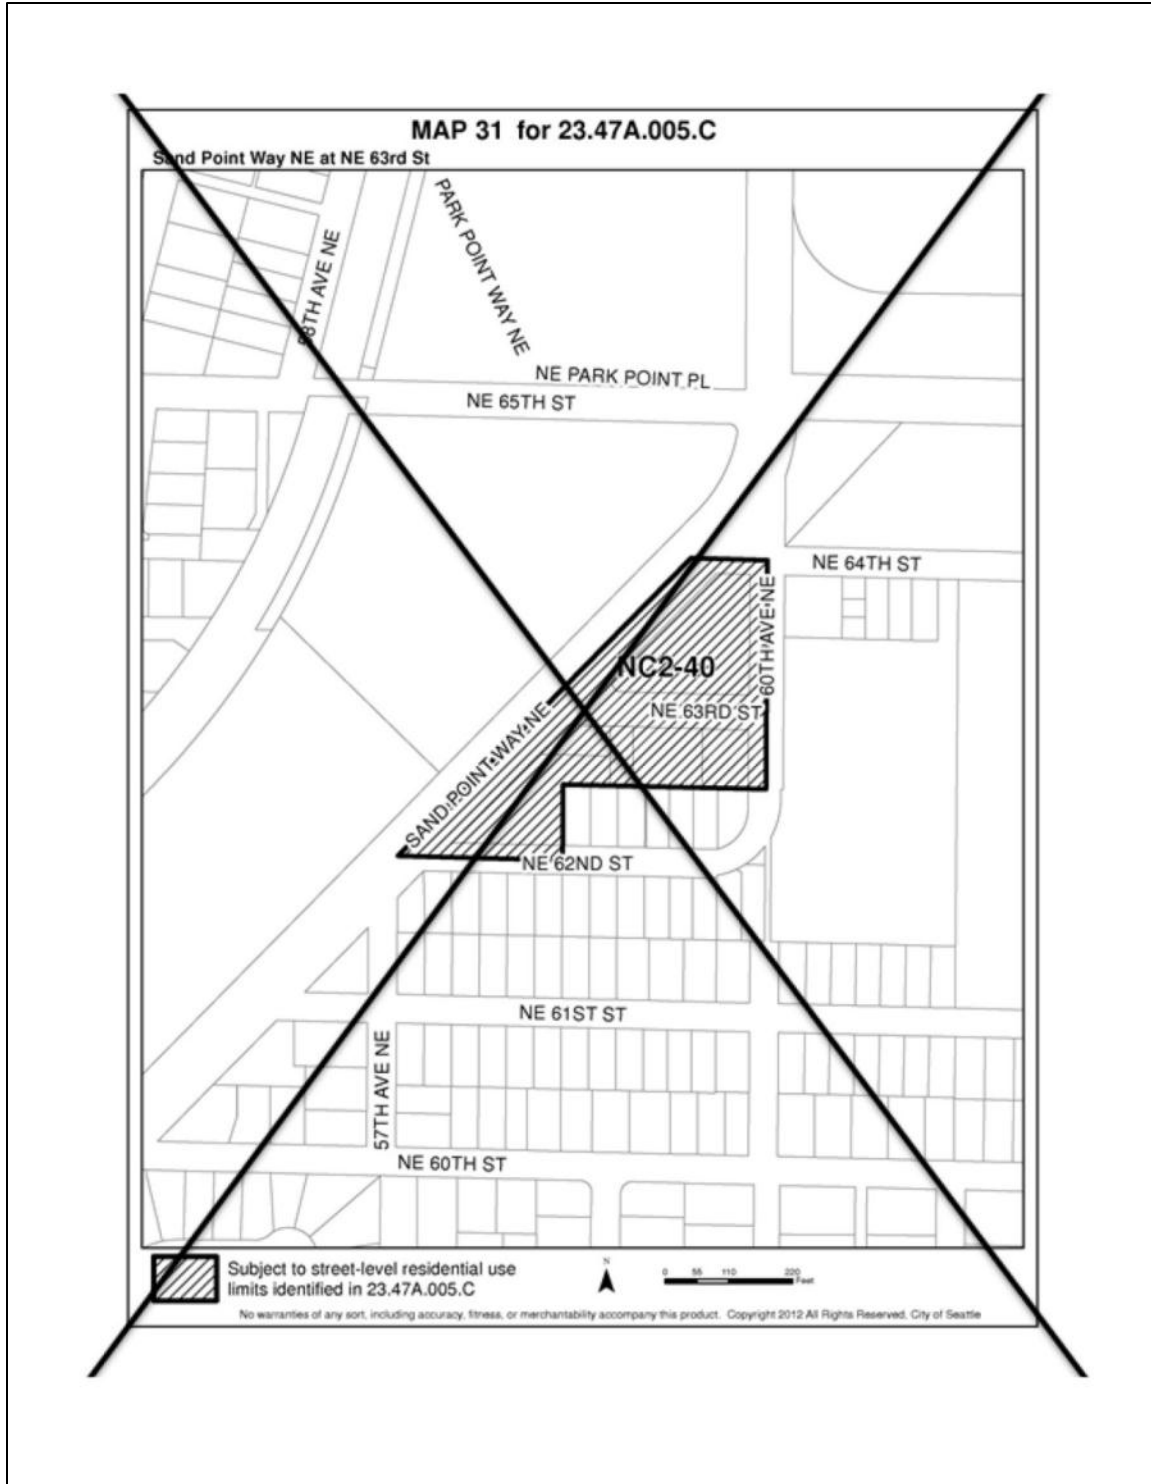 MAP 31 for 23.47A.005.C
Sand Point Way NE at NE 63rd St
PARK POINT WAY NE
58TH AVE NE
NE PARK POINT PL
NE 65TH ST
NE 64TH ST
60TH AVE NE
NC2-40
NE 63RD ST
SAND POINT WAY NE
NE 62ND ST
NE 61ST ST
57TH AVE NE
NE 60TH ST
Subject to street-level residential use
limits identified in 23.47A.005.C
N
0 55 110 220
Feet
No warranties of any sort, including accuracy, fitness, or merchantability accompany this product. Copyright 2012 All Rights Reserved, City of Seattle